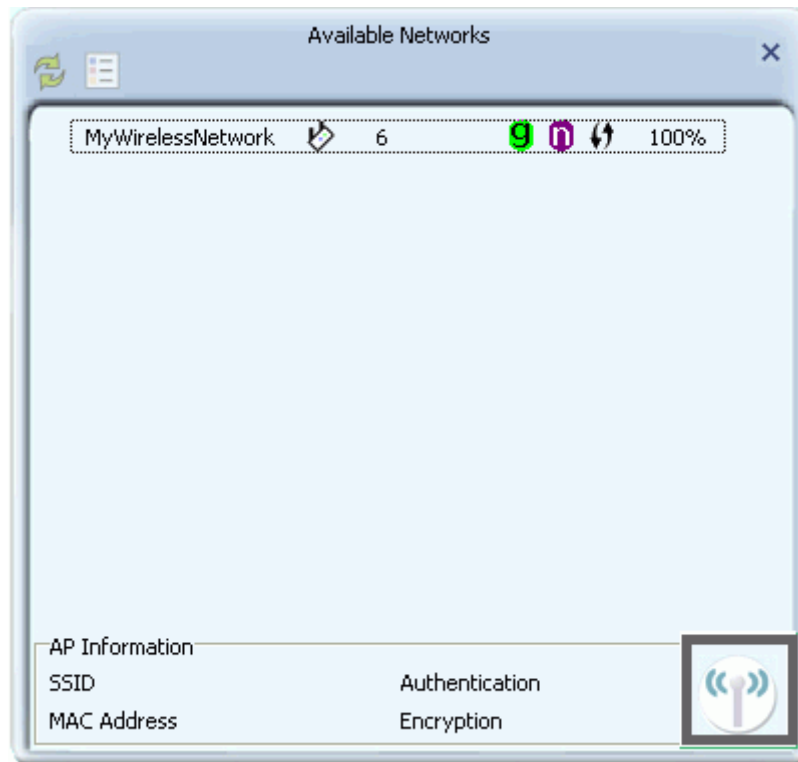 Available Networks
MyWirelessNetwork 6 g n 100%
AP Information
SSID Authentication
MAC Address Encryption